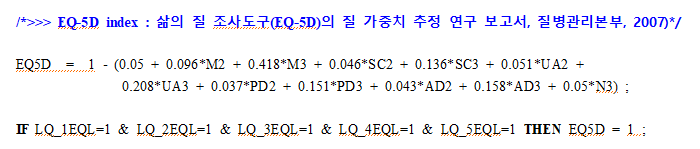 /*>>> EQ-5D index : 삶의 질 조사도구(EQ-5D)의 질 가중치 추정 연구 보고서, 질병관리본부, 2007)*/
EQ5D = 1 - (0.05 + 0.096*M2 + 0.418*M3 + 0.046*SC2 + 0.136*SC3 + 0.051*UA2 +
0.208*UA3 + 0.037*PD2 + 0.151*PD3 + 0.043*AD2 + 0.158*AD3 + 0.05*N3) ;
IF LQ_1EQL=1 & LQ_2EQL=1 & LQ_3EQL=1 & LQ_4EQL=1 & LQ_5EQL=1 THEN EQ5D = 1 ;